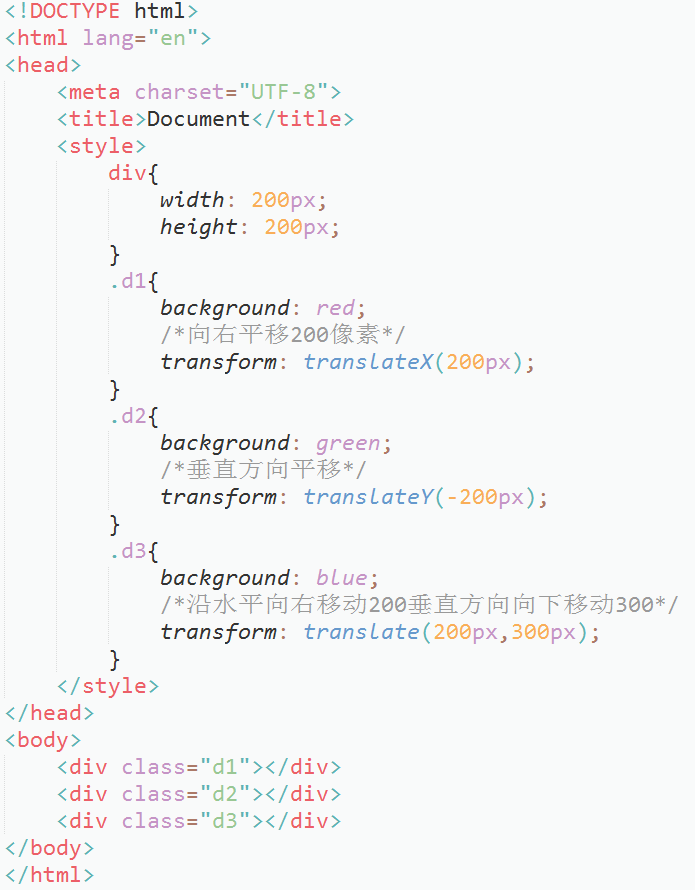 <!DOCTYPE html>
<html lang="en">
<head>
    <meta charset="UTF-8">
    <title>Document</title>
    <style>
        div{
            width: 200px;
            height: 200px;
        }
        .d1{
            background: red;
            /*向右平移200像素*/
            transform: translateX(200px);
        }
        .d2{
            background: green;
            /*垂直方向平移*/
            transform: translateY(-200px);
        }
        .d3{
            background: blue;
            /*沿水平向右移动200垂直方向向下移动300*/
            transform: translate(200px,300px);
        }
    </style>
</head>
<body>
    <div class="d1"></div>
    <div class="d2"></div>
    <div class="d3"></div>
</body>
</html>